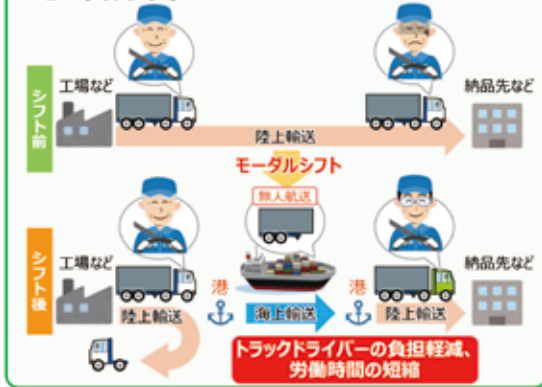 シフト前
工場など
納品先など
陸上輸送
モーダルシフト
無人航送
シフト後
工場など
納品先など
港
港
陸上輸送
海上輸送
陸上輸送
トラックドライバーの負担軽減、
労働時間の短縮